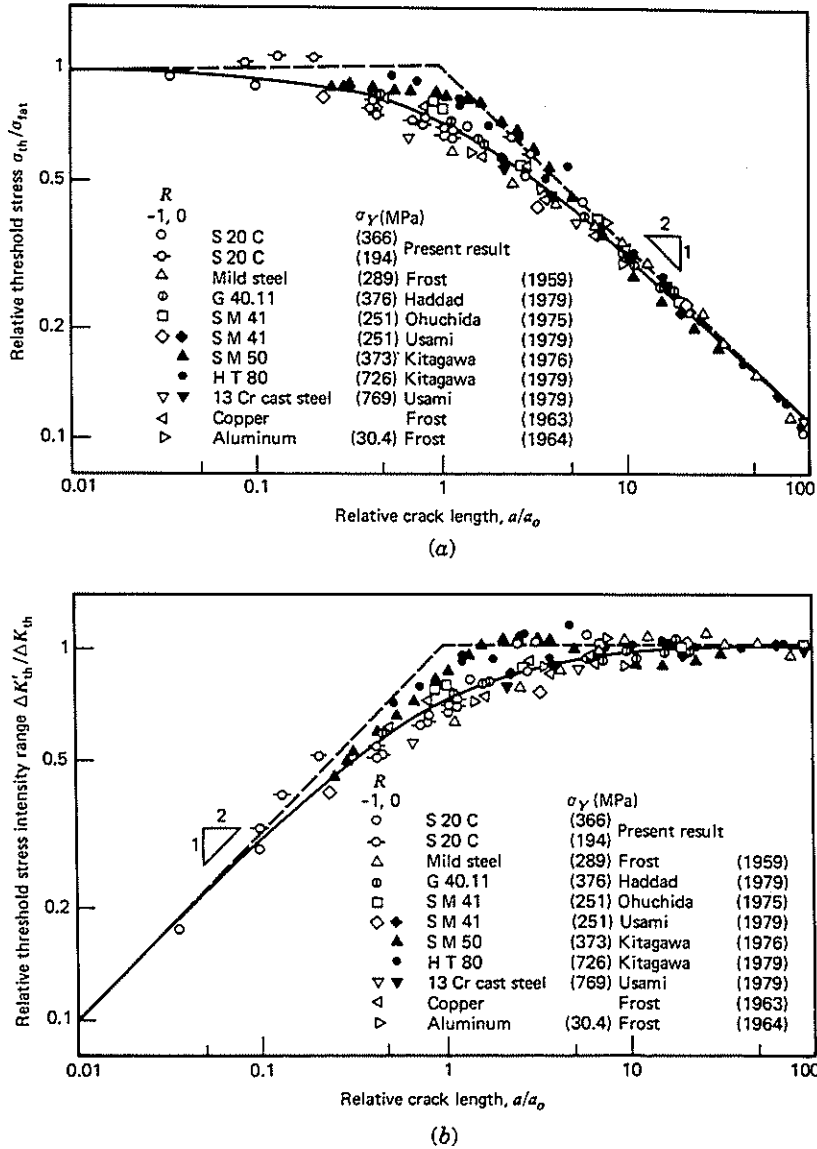 (a)
Relative threshold stress σth/σfat
1
0.5
0.2
0.1
2
1
R
-1, 0
σY (MPa)
S 20 C (366)
Present result
S 20 C (194)
Mild steel (289) Frost (1959)
G 40.11 (376) Haddad (1979)
S M 41 (251) Ohuchida (1975)
S M 41 (251) Usami (1979)
S M 50 (373) Kitagawa (1976)
H T 80 (726) Kitagawa (1979)
13 Cr cast steel (769) Usami (1979)
Copper Frost (1963)
Aluminum (30.4) Frost (1964)
0.01 0.1 1 10 100
Relative crack length, a/ao
(b)
Relative threshold stress intensity range ΔK'th/ΔKth
1
0.5
0.2
0.1
2
1
R
-1, 0
σY (MPa)
S 20 C (366)
Present result
S 20 C (194)
Mild steel (289) Frost (1959)
G 40.11 (376) Haddad (1979)
S M 41 (251) Ohuchida (1975)
S M 41 (251) Usami (1979)
S M 50 (373) Kitagawa (1976)
H T 80 (726) Kitagawa (1979)
13 Cr cast steel (769) Usami (1979)
Copper Frost (1963)
Aluminum (30.4) Frost (1964)
0.01 0.1 1 10 100
Relative crack length, a/ao